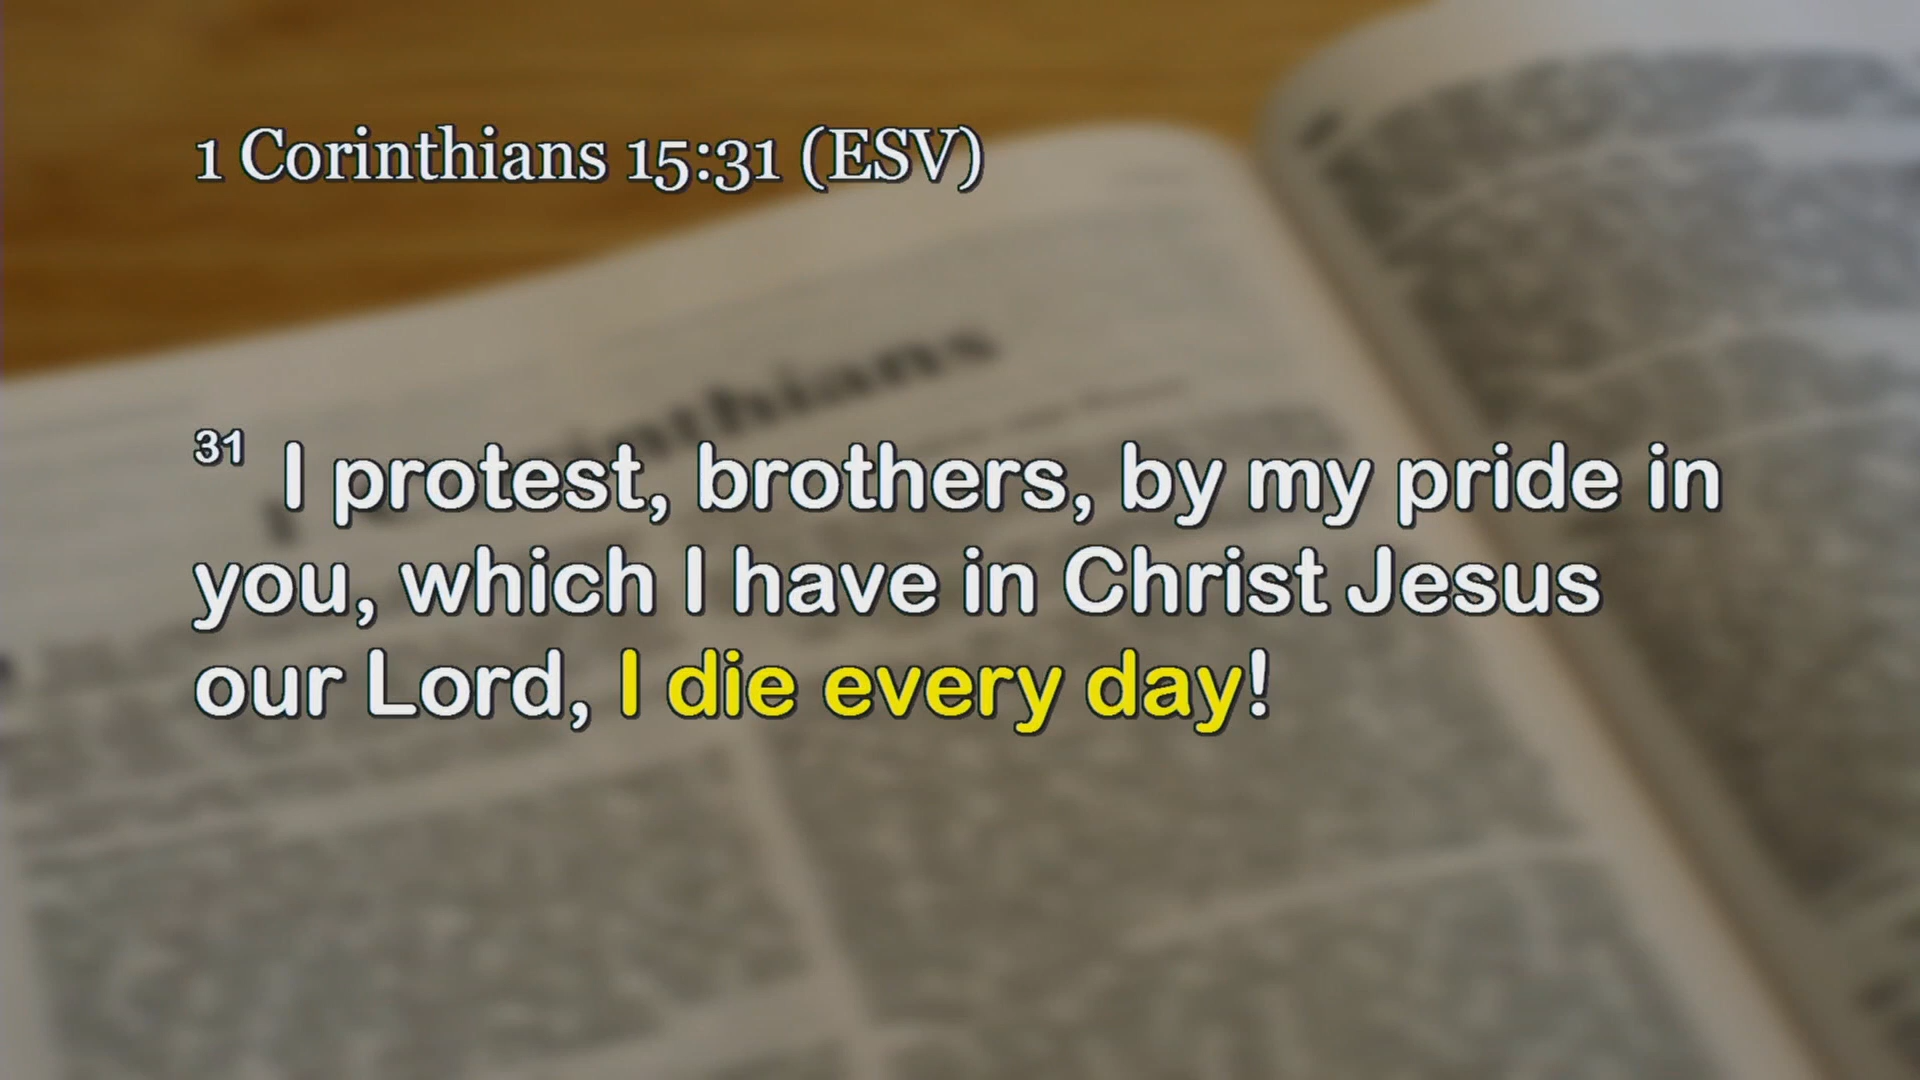 1 Corinthians 15:31 (ESV)
31 I protest, brothers, by my pride in
you, which I have in Christ Jesus
our Lord, I die every day!